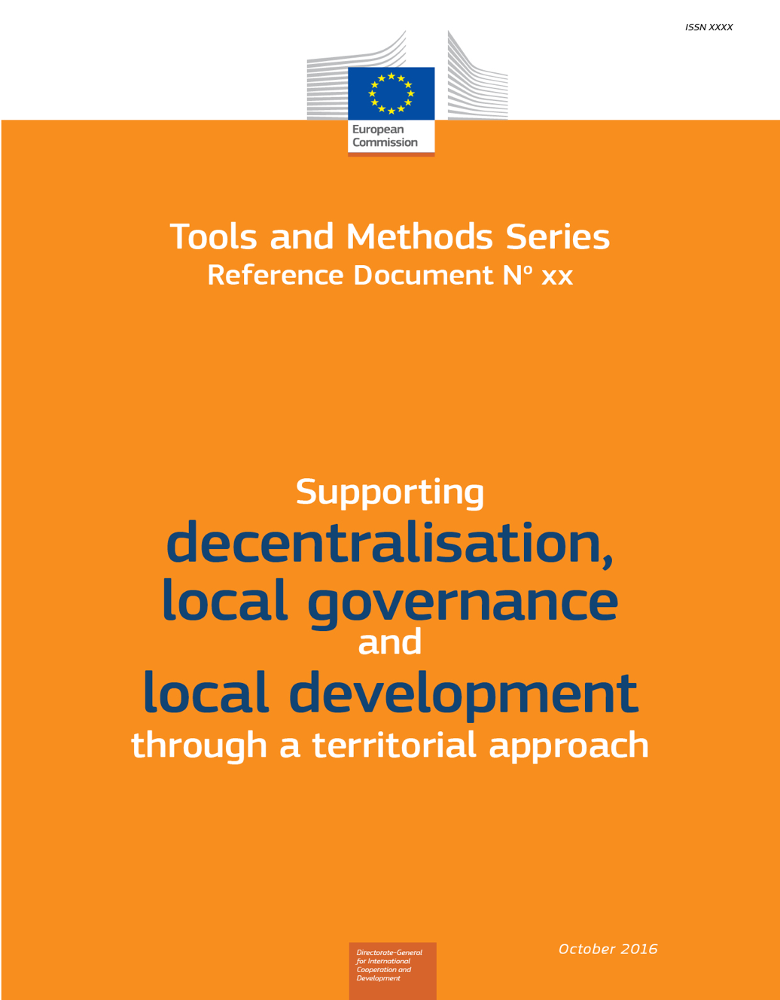 ISSN XXXX
European
Commission
Tools and Methods Series
Reference Document Nº xx
Supporting
decentralisation,
local governance
and
local development
through a territorial approach
October 2016
Directorate-General
for International
Cooperation and
Development